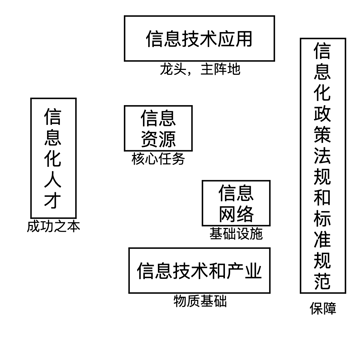 信息技术应用
龙头，主阵地
信息
资源
核心任务
信息
网络
基础设施
信息技术和产业
物质基础
信
息
化
人
才
成功之本
信
息
化
政
策
法
规
和
标
准
规
范
保障